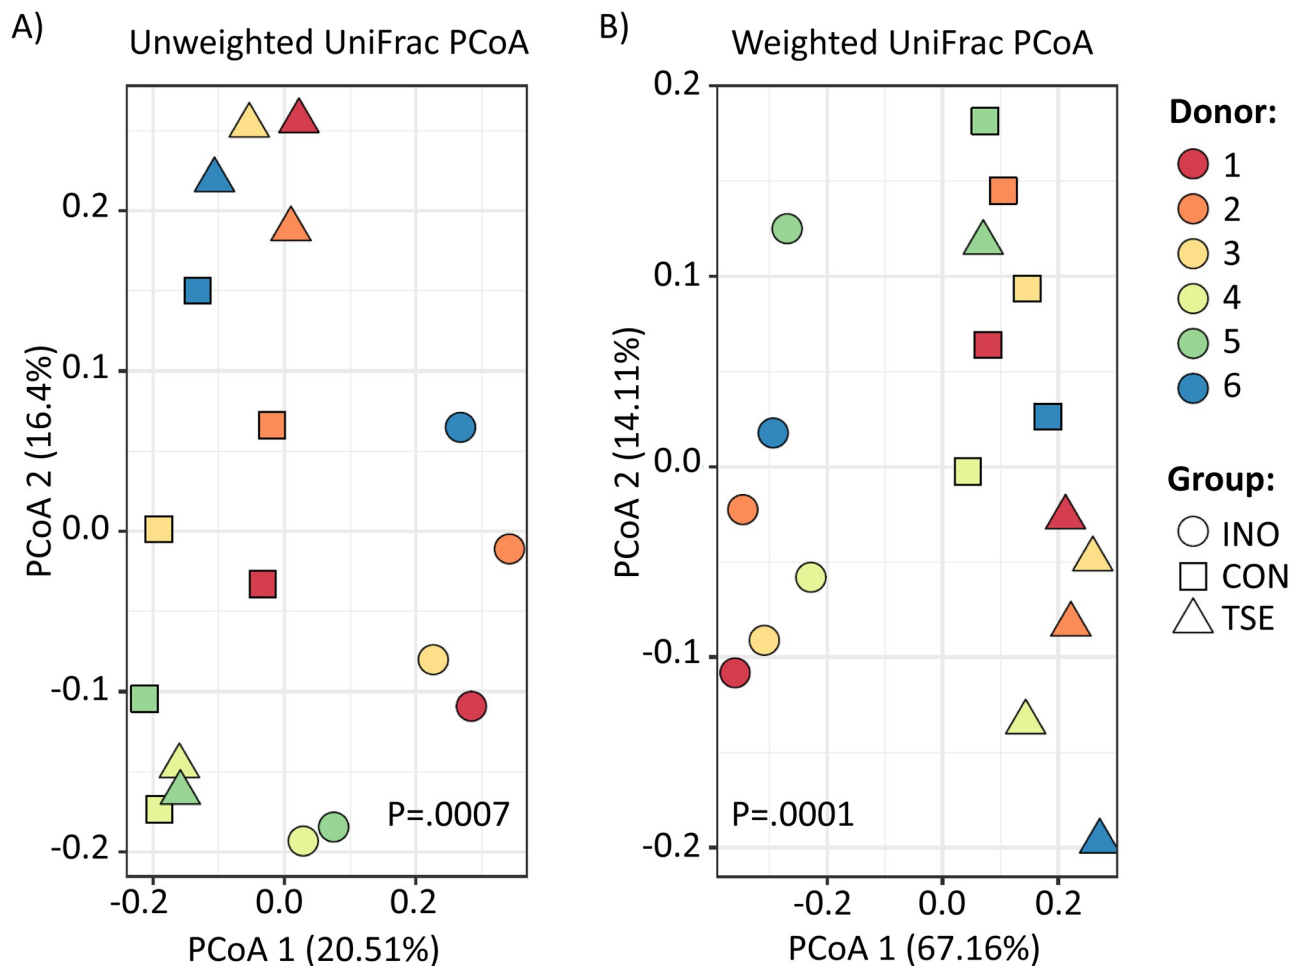 A)
Unweighted UniFrac PCoA
PCoA 2 (16.4%)
0.2
0.1
0.0
-0.1
-0.2
P=.0007
-0.2
0.0
0.2
PCoA 1 (20.51%)
B)
Weighted UniFrac PCoA
PCoA 2 (14.11%)
0.2
0.1
0.0
-0.1
-0.2
P=.0001
-0.2
0.0
0.2
PCoA 1 (67.16%)
Donor:
1
2
3
4
5
6
Group:
INO
CON
TSE